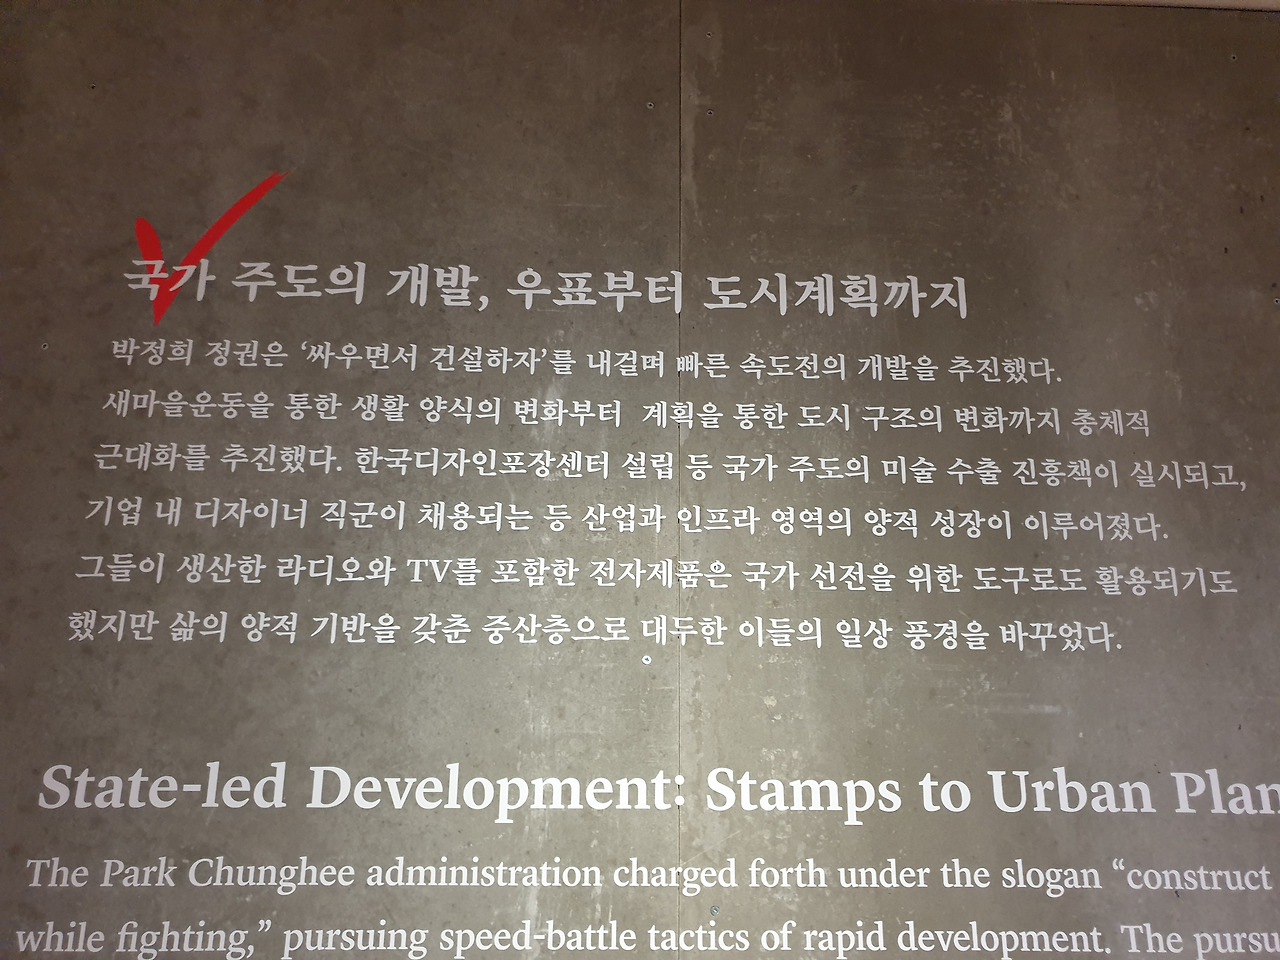 국가 주도의 개발, 우표부터 도시계획까지
박정희 정권은 ‘싸우면서 건설하자’를 내걸며 빠른 속도전의 개발을 추진했다.
새마을운동을 통한 생활 양식의 변화부터 계획을 통한 도시 구조의 변화까지 총체적
근대화를 추진했다. 한국디자인포장센터 설립 등 국가 주도의 미술 수출 진흥책이 실시되고,
기업 내 디자이너 직군이 채용되는 등 산업과 인프라 영역의 양적 성장이 이루어졌다.
그들이 생산한 라디오와 TV를 포함한 전자제품은 국가 선전을 위한 도구로도 활용되기도
했지만 삶의 양적 기반을 갖춘 중산층으로 대두한 이들의 일상 풍경을 바꾸었다.
State-led Development: Stamps to Urban
The Park Chunghee administration charged forth under the slogan “construct
while fighting,” pursuing speed-battle tactics of rapid development. The